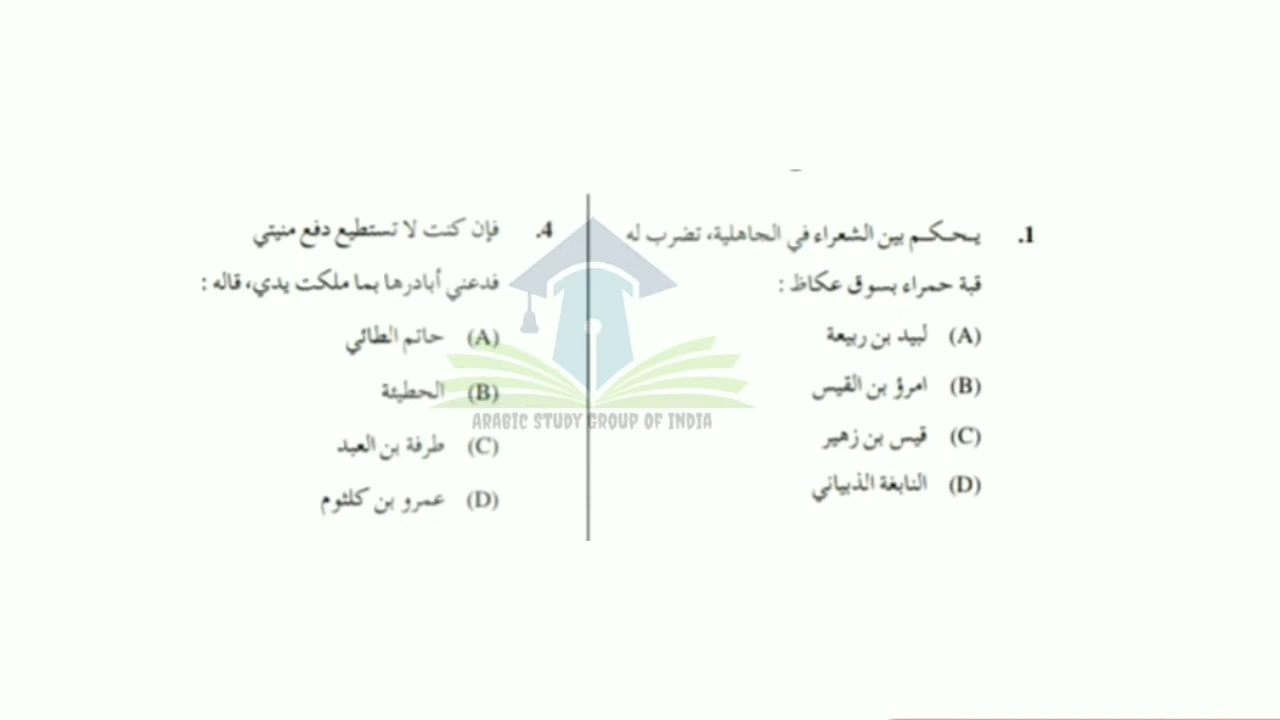 1. يـحـكـم بين الشعراء في الجاهلية، تضرب له
قبة حمراء بسوق عكاظ :
(A) لبيد بن ربيعة
(B) امرؤ بن القيس
(C) قيس بن زهير
(D) النابغة الذبياني
4. فإن كنت لا تستطيع دفع منيتي
فدعني أبادرها بما ملكت يدي، قاله :
(A) حاتم الطائي
(B) الحطيئة
(C) طرفة بن العبد
(D) عمرو بن كلثوم
ARABIC STUDY GROUP OF INDIA